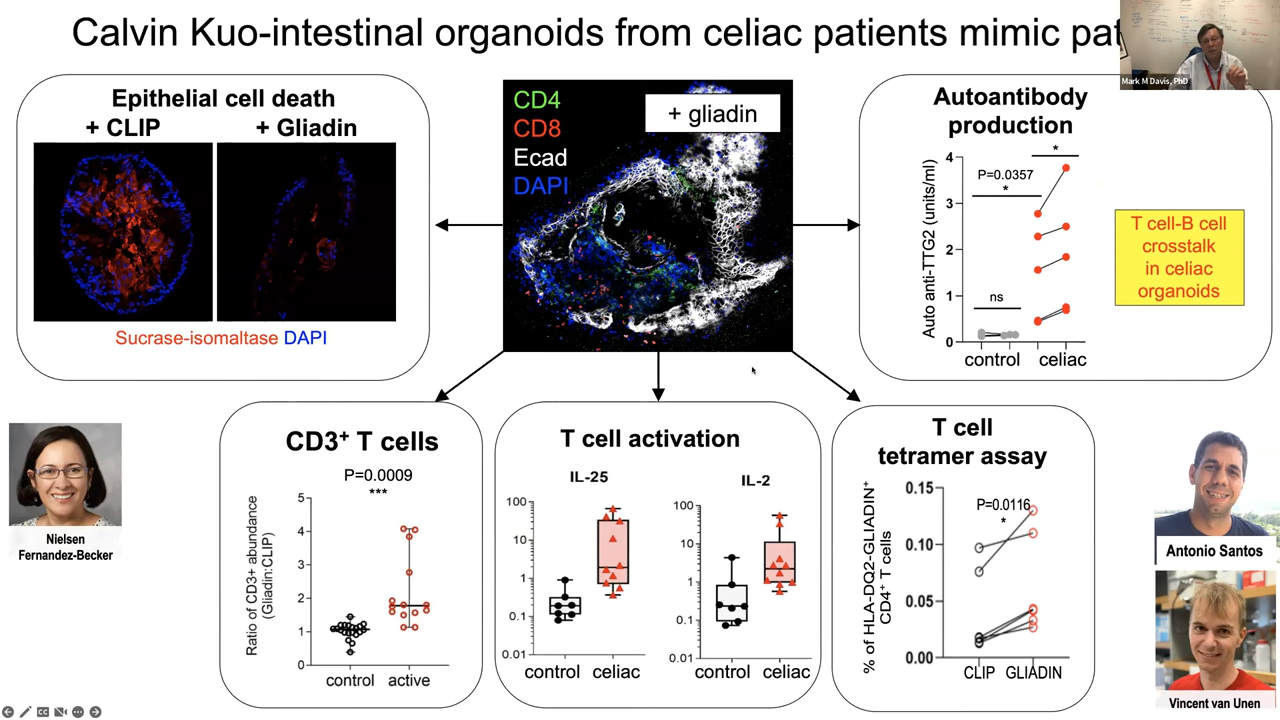 Calvin Kuo-intestinal organoids from celiac patients mimic pat
Mark M Davis, PhD
Epithelial cell death
+ CLIP
+ Gliadin
Sucrase-isomaltase DAPI
CD4
CD8
Ecad
DAPI
+ gliadin
Autoantibody
production
Auto anti-TTG2 (units/ml)
4
3
2
1
0
P=0.0357
*
*
ns
control
celiac
T cell-B cell
crosstalk
in celiac
organoids
Nielsen
Fernandez-Becker
CD3+ T cells
P=0.0009
***
Ratio of CD3+ abundance
(Gliadin:CLIP)
5
4
3
2
1
0
control
active
T cell activation
IL-25
100
10
1
0.1
0.01
control
celiac
IL-2
100
10
1
0.1
0.01
control
celiac
T cell
tetramer assay
% of HLA-DQ2-GLIADIN+
CD4+ T cells
0.15
0.10
0.05
0.00
P=0.0116
*
CLIP
GLIADIN
Antonio Santos
Vincent van Unen